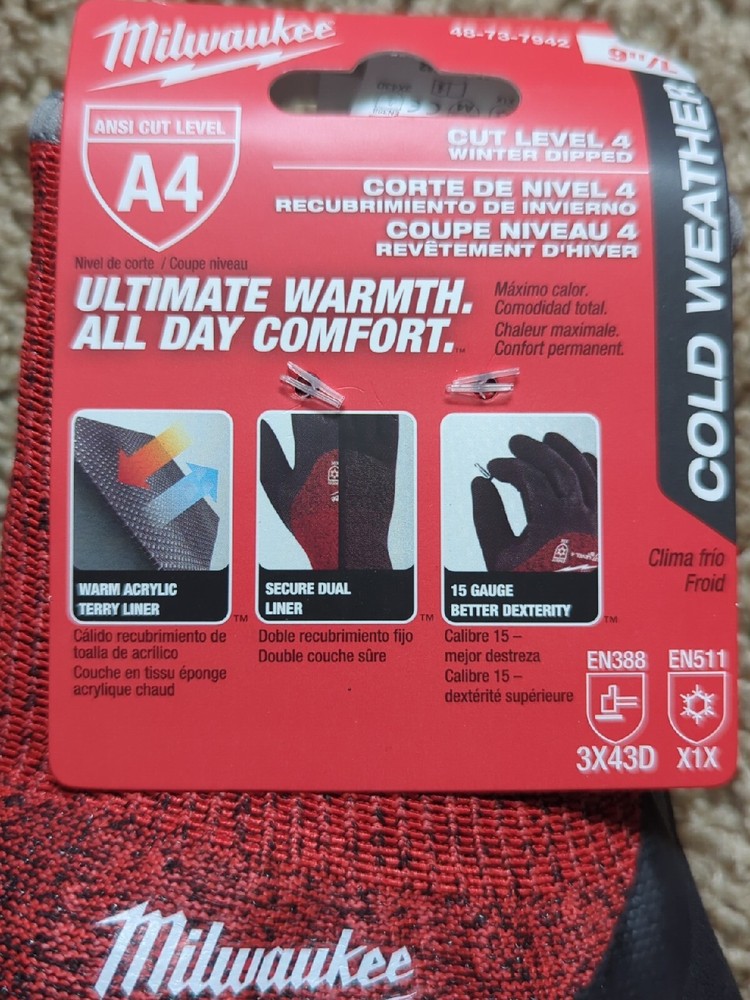 Milwaukee
48-73-7942
9"/L
ANSI CUT LEVEL
A4
Nivel de corte / Coupe niveau
CUT LEVEL 4
WINTER DIPPED
CORTE DE NIVEL 4
RECUBRIMIENTO DE INVIERNO
COUPE NIVEAU 4
REVÊTEMENT D'HIVER
COLD WEATHER
ULTIMATE WARMTH.
ALL DAY COMFORT.™
Máximo calor.
Comodidad total.
Chaleur maximale.
Confort permanent.
WARM ACRYLIC
TERRY LINER™
Cálido recubrimiento de
toalla de acrílico
Couche en tissu éponge
acrylique chaud
SECURE DUAL
LINER™
Doble recubrimiento fijo
Double couche sûre
15 GAUGE
BETTER DEXTERITY™
Calibre 15 –
mejor destreza
Calibre 15 –
dextérité supérieure
Clima frío
Froid
EN388
3X43D
EN511
X1X
Milwaukee